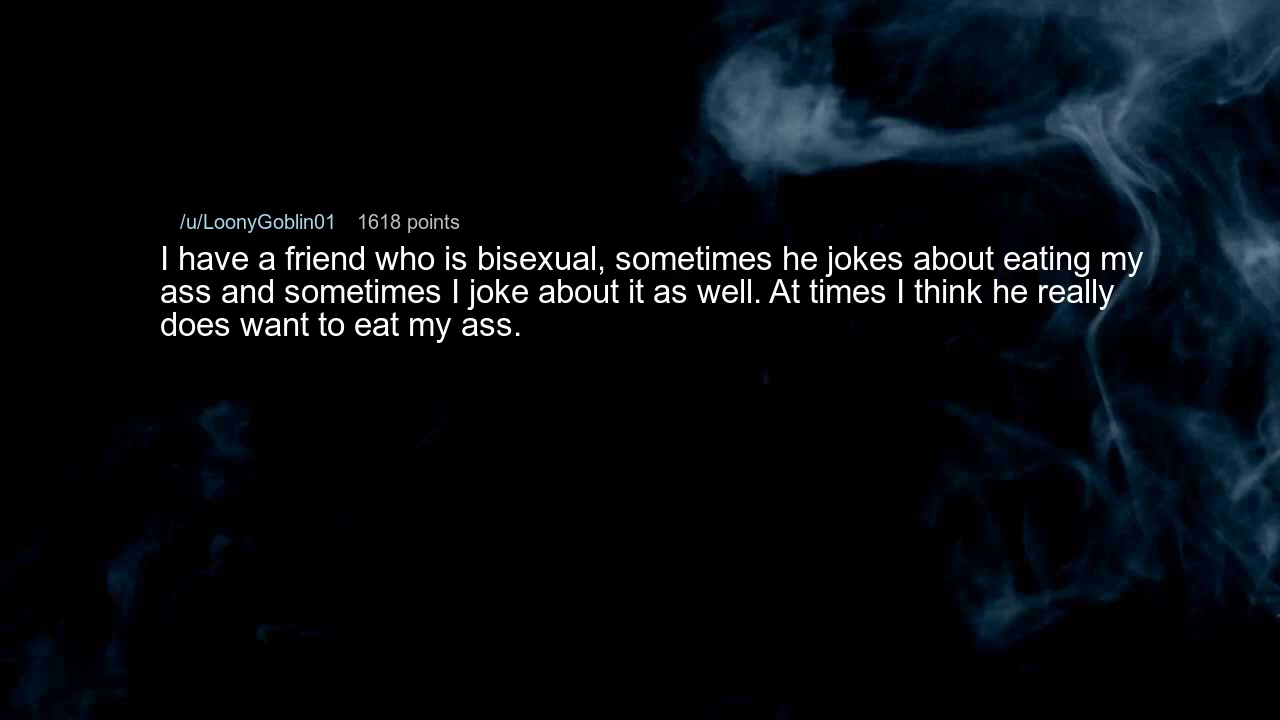 /u/LoonyGoblin01 1618 points
I have a friend who is bisexual, sometimes he jokes about eating my
ass and sometimes I joke about it as well. At times I think he really
does want to eat my ass.